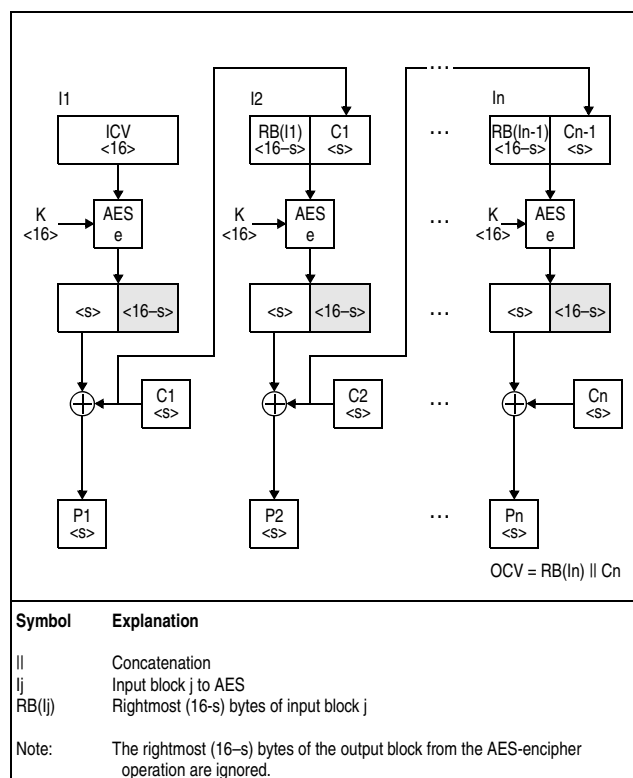 ...
...
I1
I2
In
ICV
<16>
RB(I1)
<16–s>
C1
<s>
...
RB(In-1)
<16–s>
Cn-1
<s>
K
<16>
AES
e
K
<16>
AES
e
...
K
<16>
AES
e
<s>
<16–s>
<s>
<16–s>
...
<s>
<16–s>
C1
<s>
C2
<s>
...
Cn
<s>
P1
<s>
P2
<s>
...
Pn
<s>
OCV = RB(In) || Cn
Symbol Explanation
|| Concatenation
Ij Input block j to AES
RB(Ij) Rightmost (16-s) bytes of input block j
Note: The rightmost (16–s) bytes of the output block from the AES-encipher
operation are ignored.